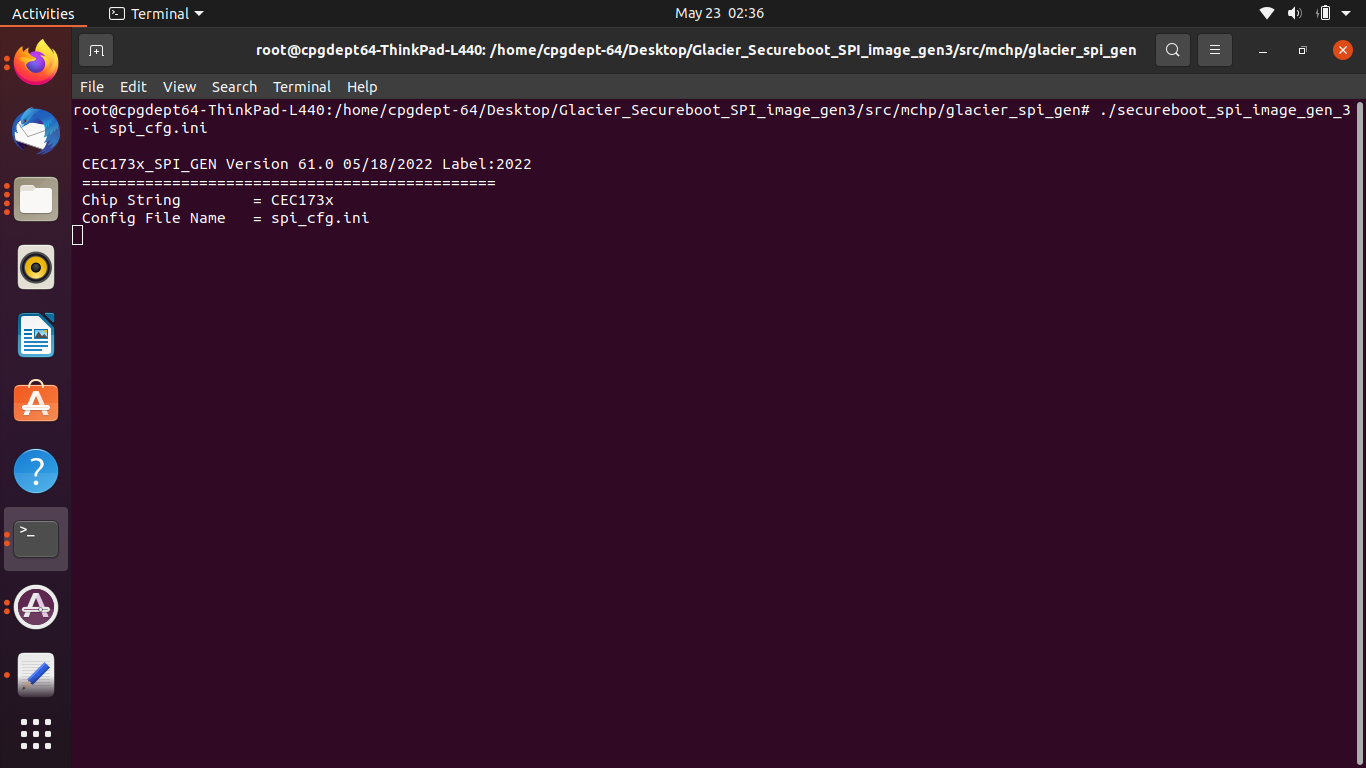 Activities Terminal May 23 02:36
root@cpgdept64-ThinkPad-L440: /home/cpgdept-64/Desktop/Glacier_Secureboot_SPI_image_gen3/src/mchp/glacier_spi_gen
File Edit View Search Terminal Help
root@cpgdept64-ThinkPad-L440:/home/cpgdept-64/Desktop/Glacier_Secureboot_SPI_image_gen3/src/mchp/glacier_spi_gen# ./secureboot_spi_image_gen_3
-i spi_cfg.ini
CEC173x_SPI_GEN Version 61.0 05/18/2022 Label:2022
==============================================
Chip String = CEC173x
Config File Name = spi_cfg.ini